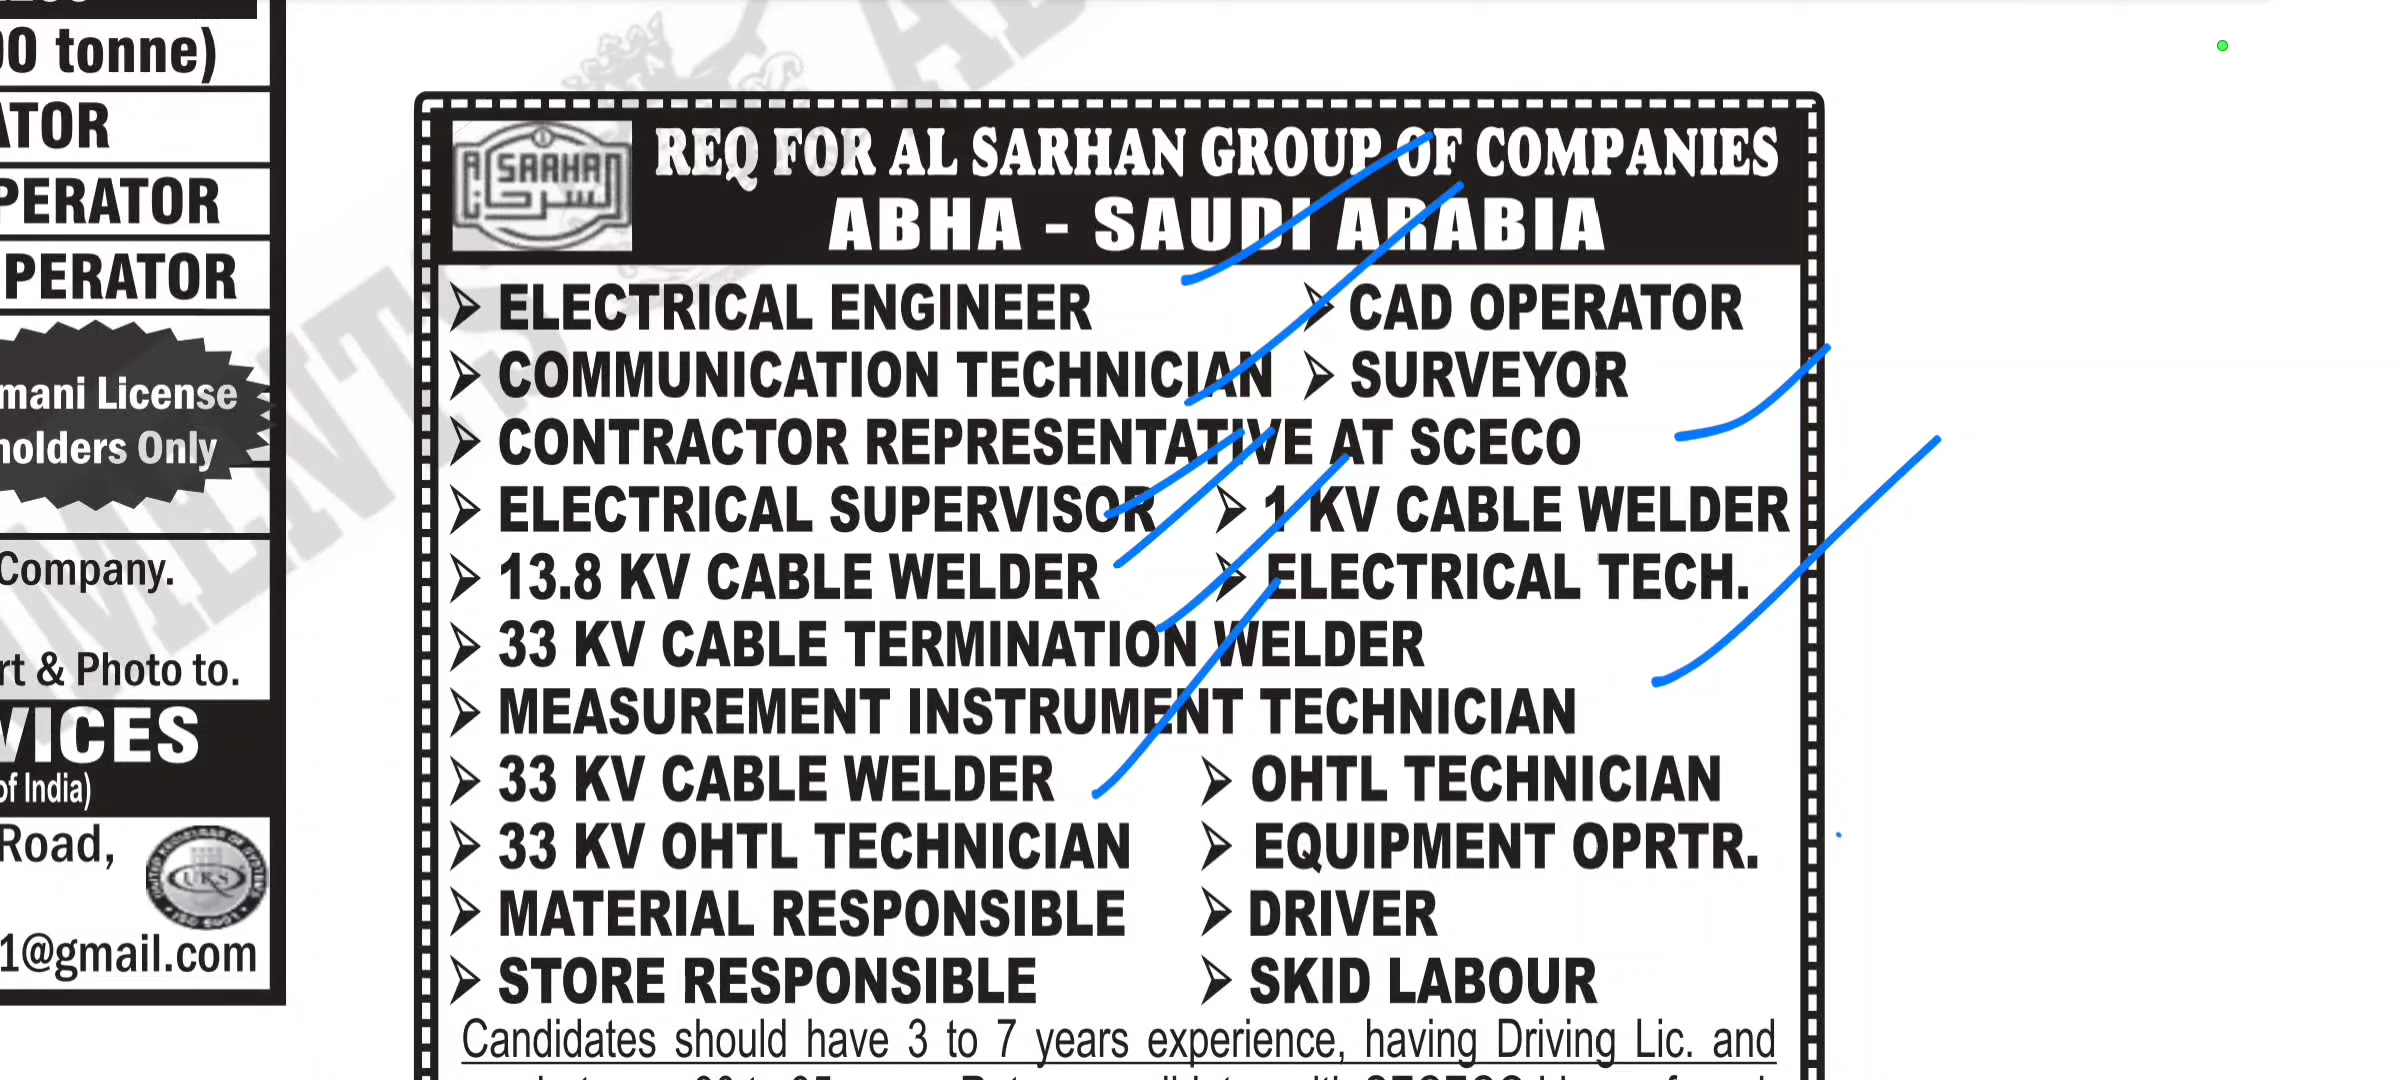 00 tonne)
ATOR
PERATOR
PERATOR
mani License
holders Only
Company.
rt & Photo to.
VICES
of India)
Road,
UKS
1@gmail.com
AL SARHAN
السرحان
REQ FOR AL SARHAN GROUP OF COMPANIES
ABHA - SAUDI ARABIA
➢ ELECTRICAL ENGINEER ➢ CAD OPERATOR
➢ COMMUNICATION TECHNICIAN ➢ SURVEYOR
➢ CONTRACTOR REPRESENTATIVE AT SCECO
➢ ELECTRICAL SUPERVISOR ➢ 1 KV CABLE WELDER
➢ 13.8 KV CABLE WELDER ➢ ELECTRICAL TECH.
➢ 33 KV CABLE TERMINATION WELDER
➢ MEASUREMENT INSTRUMENT TECHNICIAN
➢ 33 KV CABLE WELDER ➢ OHTL TECHNICIAN
➢ 33 KV OHTL TECHNICIAN ➢ EQUIPMENT OPRTR.
➢ MATERIAL RESPONSIBLE ➢ DRIVER
➢ STORE RESPONSIBLE ➢ SKID LABOUR
Candidates should have 3 to 7 years experience, having Driving Lic. and